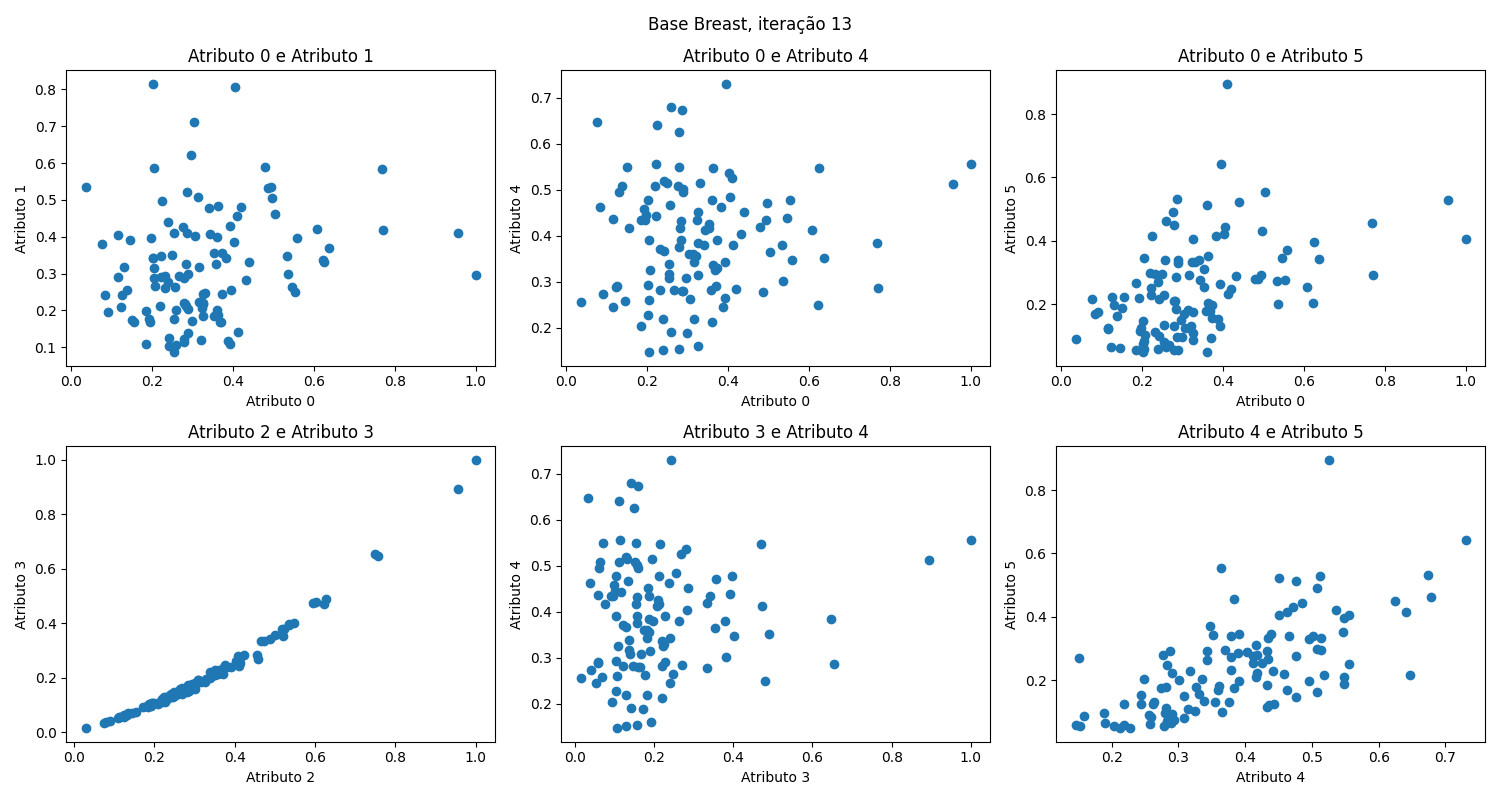 Base Breast, iteração 13
Atributo 0 e Atributo 1
Atributo 1
0.8
0.7
0.6
0.5
0.4
0.3
0.2
0.1
0.0 0.2 0.4 0.6 0.8 1.0
Atributo 0
Atributo 0 e Atributo 4
Atributo 4
0.7
0.6
0.5
0.4
0.3
0.2
0.0 0.2 0.4 0.6 0.8 1.0
Atributo 0
Atributo 0 e Atributo 5
Atributo 5
0.8
0.6
0.4
0.2
0.0 0.2 0.4 0.6 0.8 1.0
Atributo 0
Atributo 2 e Atributo 3
Atributo 3
1.0
0.8
0.6
0.4
0.2
0.0
0.0 0.2 0.4 0.6 0.8 1.0
Atributo 2
Atributo 3 e Atributo 4
Atributo 4
0.7
0.6
0.5
0.4
0.3
0.2
0.0 0.2 0.4 0.6 0.8 1.0
Atributo 3
Atributo 4 e Atributo 5
Atributo 5
0.8
0.6
0.4
0.2
0.2 0.3 0.4 0.5 0.6 0.7
Atributo 4